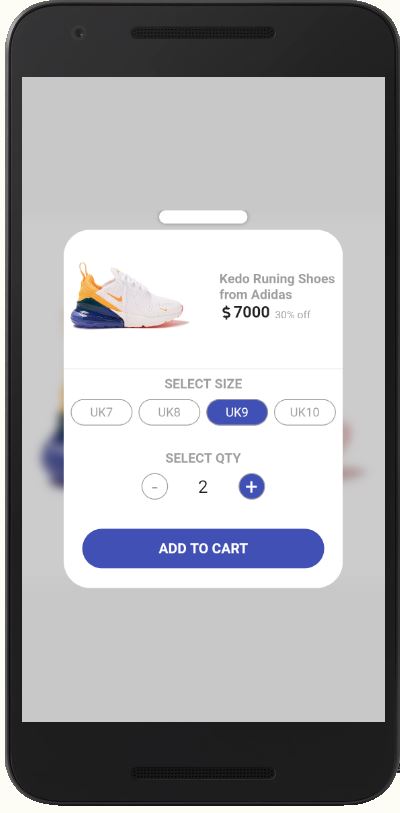 Kedo Runing Shoes
from Adidas
$7000 30% off
SELECT SIZE
UK7 UK8 UK9 UK10
SELECT QTY
- 2 +
ADD TO CART